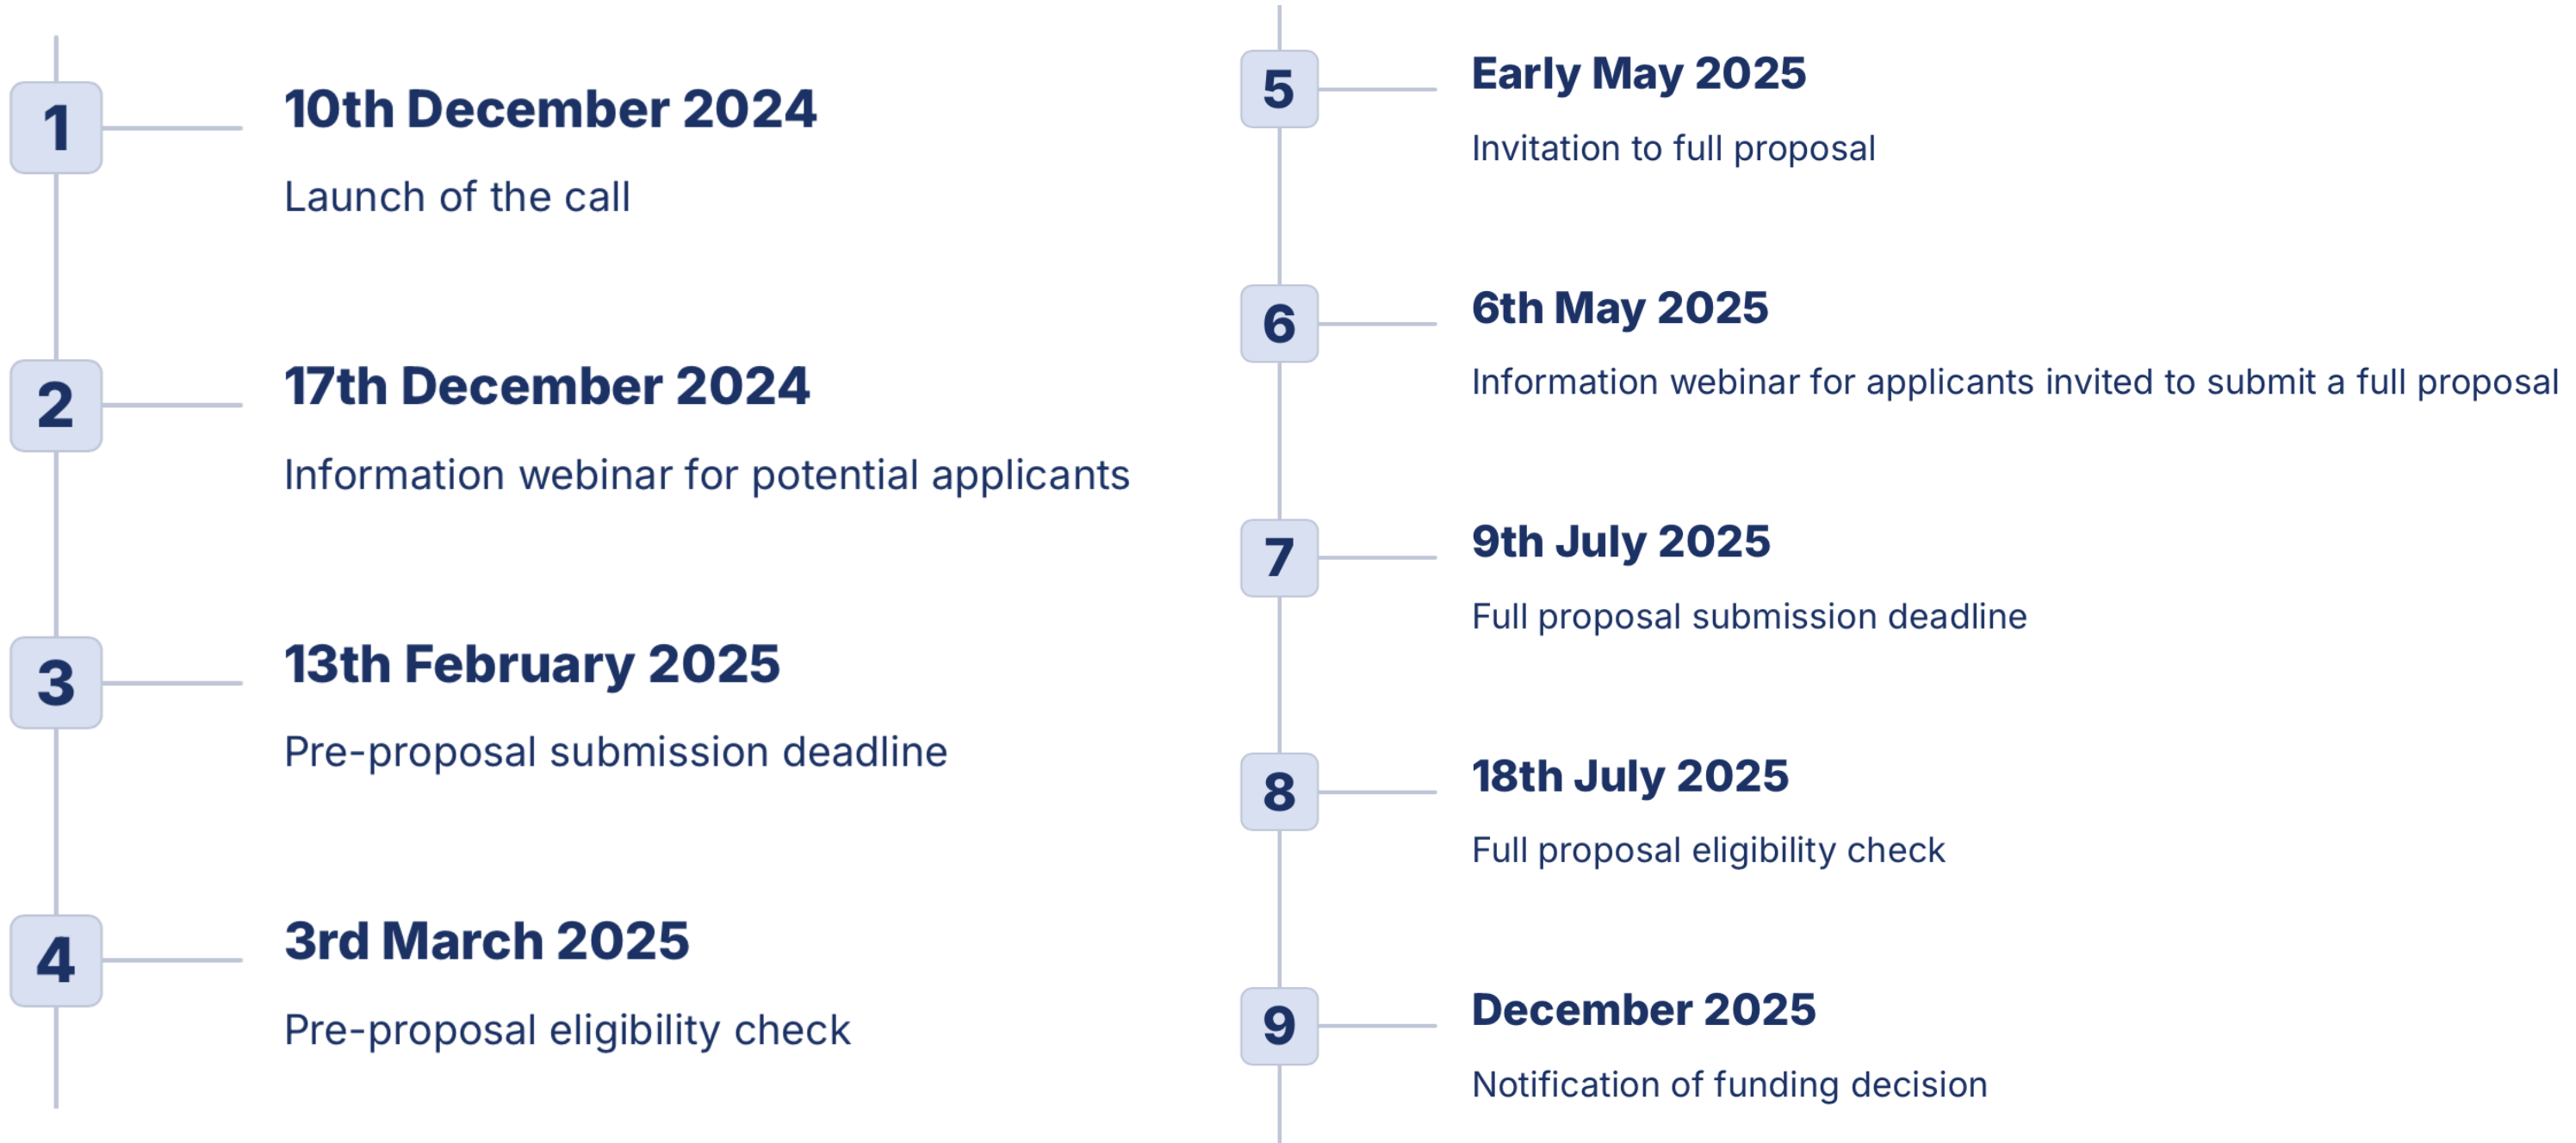 1
10th December 2024
Launch of the call
2
17th December 2024
Information webinar for potential applicants
3
13th February 2025
Pre-proposal submission deadline
4
3rd March 2025
Pre-proposal eligibility check
5
Early May 2025
Invitation to full proposal
6
6th May 2025
Information webinar for applicants invited to submit a full proposal
7
9th July 2025
Full proposal submission deadline
8
18th July 2025
Full proposal eligibility check
9
December 2025
Notification of funding decision